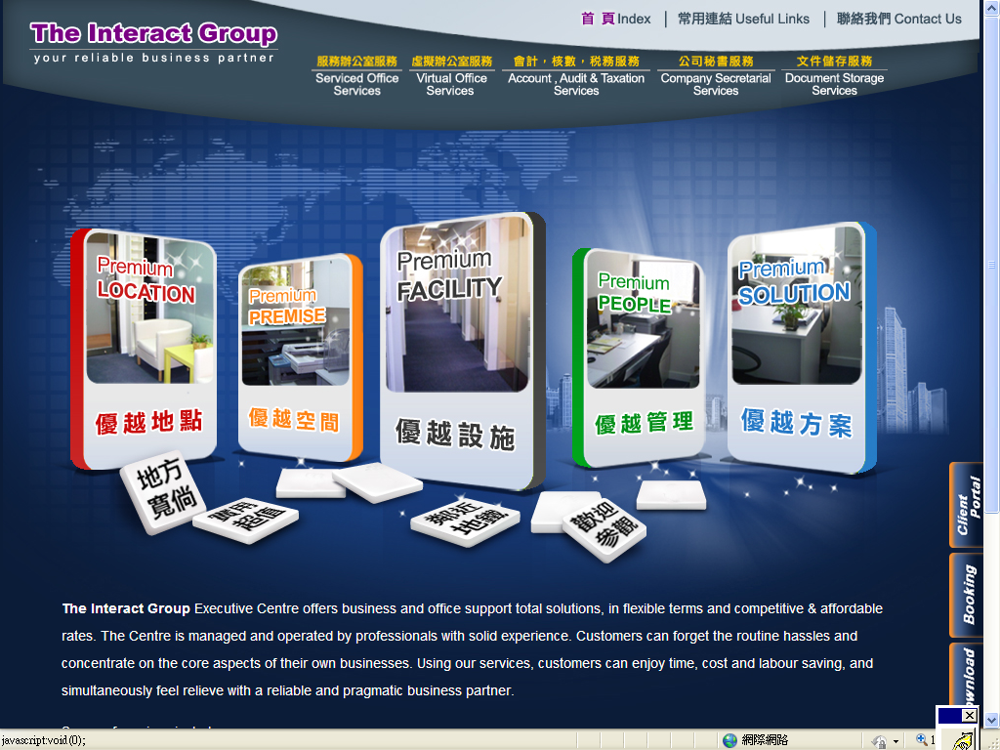 The Interact Group
your reliable business partner
首 頁 Index | 常用連結 Useful Links | 聯絡我們 Contact Us
服務辦公室服務
Serviced Office
Services
虛擬辦公室服務
Virtual Office
Services
會計，核數，稅務服務
Account , Audit & Taxation
Services
公司秘書服務
Company Secretarial
Services
文件儲存服務
Document Storage
Services
Premium
LOCATION
優越地點
Premium
PREMISE
優越空間
Premium
FACILITY
優越設施
Premium
PEOPLE
優越管理
Premium
SOLUTION
優越方案
地方
寬倘
實用
超值
鄰近
地鐵
歡迎
參觀
Client
Portal
Booking
The Interact Group Executive Centre offers business and office support total solutions, in flexible terms and competitive & affordable
rates. The Centre is managed and operated by professionals with solid experience. Customers can forget the routine hassles and
concentrate on the core aspects of their own businesses. Using our services, customers can enjoy time, cost and labour saving, and
simultaneously feel relieve with a reliable and pragmatic business partner.
javascript:void(0);
網際網路